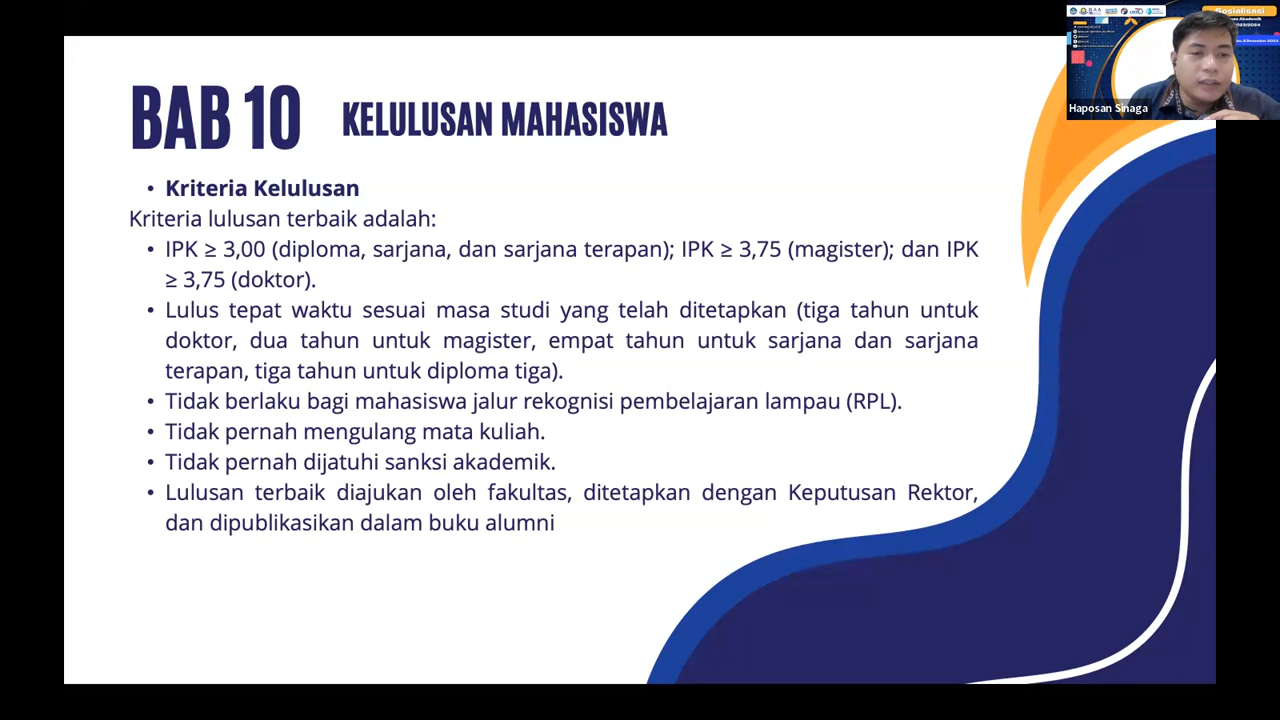 BAB 10 KELULUSAN MAHASISWA
• Kriteria Kelulusan
Kriteria lulusan terbaik adalah:
• IPK ≥ 3,00 (diploma, sarjana, dan sarjana terapan); IPK ≥ 3,75 (magister); dan IPK
≥ 3,75 (doktor).
• Lulus tepat waktu sesuai masa studi yang telah ditetapkan (tiga tahun untuk
doktor, dua tahun untuk magister, empat tahun untuk sarjana dan sarjana
terapan, tiga tahun untuk diploma tiga).
• Tidak berlaku bagi mahasiswa jalur rekognisi pembelajaran lampau (RPL).
• Tidak pernah mengulang mata kuliah.
• Tidak pernah dijatuhi sanksi akademik.
• Lulusan terbaik diajukan oleh fakultas, ditetapkan dengan Keputusan Rektor,
dan dipublikasikan dalam buku alumni
Sosialisasi
Akademik
2023/2024
Haposan Sinaga